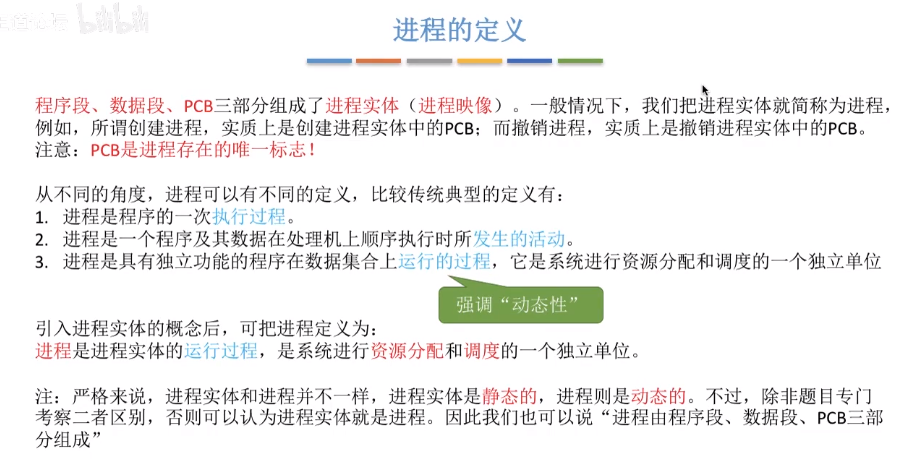 bilibili
进程的定义
程序段、数据段、PCB三部分组成了进程实体（进程映像）。一般情况下，我们把进程实体就简称为进程，
例如，所谓创建进程，实质上是创建进程实体中的PCB；而撤销进程，实质上是撤销进程实体中的PCB。
注意：PCB是进程存在的唯一标志！
从不同的角度，进程可以有不同的定义，比较传统典型的定义有：
1. 进程是程序的一次执行过程。
2. 进程是一个程序及其数据在处理机上顺序执行时所发生的活动。
3. 进程是具有独立功能的程序在数据集合上运行的过程，它是系统进行资源分配和调度的一个独立单位
强调“动态性”
引入进程实体的概念后，可把进程定义为：
进程是进程实体的运行过程，是系统进行资源分配和调度的一个独立单位。
注：严格来说，进程实体和进程并不一样，进程实体是静态的，进程则是动态的。不过，除非题目专门
考察二者区别，否则可以认为进程实体就是进程。因此我们也可以说“进程由程序段、数据段、PCB三部
分组成”